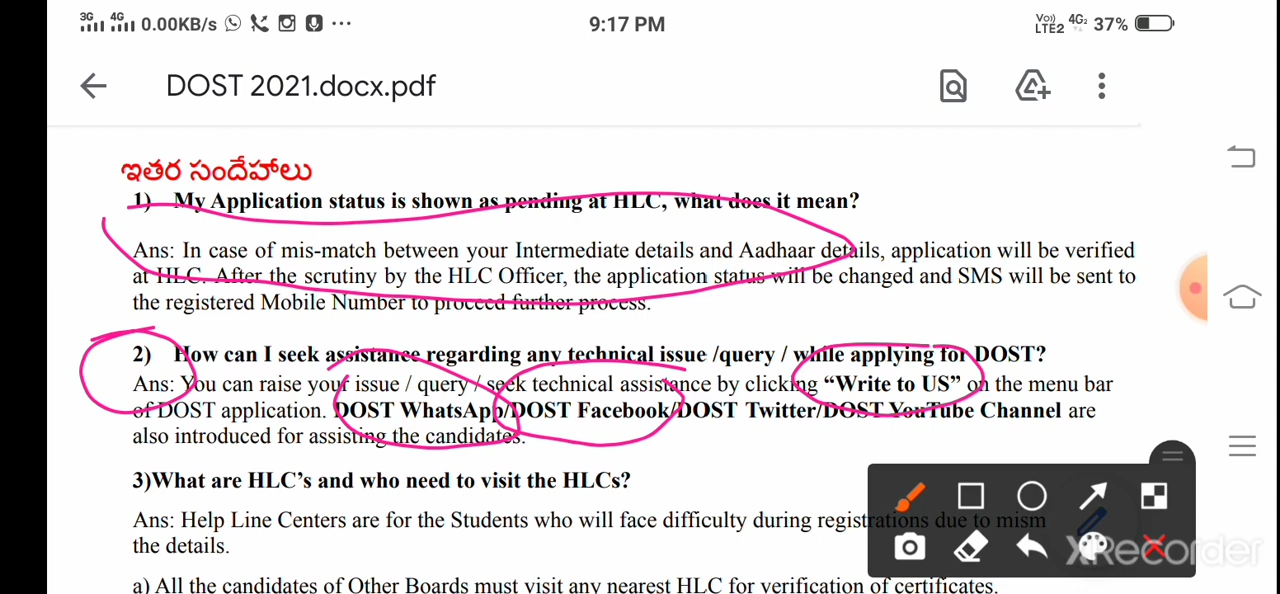 3G 4G 0.00KB/s ... 9:17 PM Vo)) LTE2 4G2 37%
DOST 2021.docx.pdf
ఇతర సందేహాలు
1) My Application status is shown as pending at HLC, what does it mean?
Ans: In case of mis-match between your Intermediate details and Aadhaar details, application will be verified
at HLC. After the scrutiny by the HLC Officer, the application status will be changed and SMS will be sent to
the registered Mobile Number to proceed further process.
2) How can I seek assistance regarding any technical issue /query / while applying for DOST?
Ans: You can raise your issue / query / seek technical assistance by clicking “Write to US” on the menu bar
of DOST application. DOST WhatsApp/DOST Facebook/DOST Twitter/DOST YouTube Channel are
also introduced for assisting the candidates.
3)What are HLC’s and who need to visit the HLCs?
Ans: Help Line Centers are for the Students who will face difficulty during registrations due to mism
the details.
XRecorder
a) All the candidates of Other Boards must visit any nearest HLC for verification of certificates.